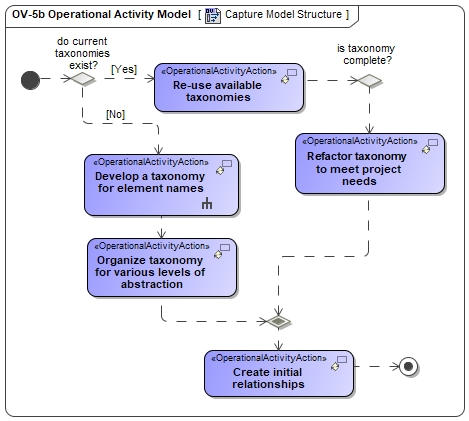 OV-5b Operational Activity Model [ Capture Model Structure ]
do current
taxonomies
exist?
[Yes]
[No]
«OperationalActivityAction»
Re-use available
taxonomies
is taxonomy
complete?
«OperationalActivityAction»
Refactor taxonomy
to meet project
needs
«OperationalActivityAction»
Develop a taxonomy
for element names
«OperationalActivityAction»
Organize taxonomy
for various levels of
abstraction
«OperationalActivityAction»
Create initial
relationships